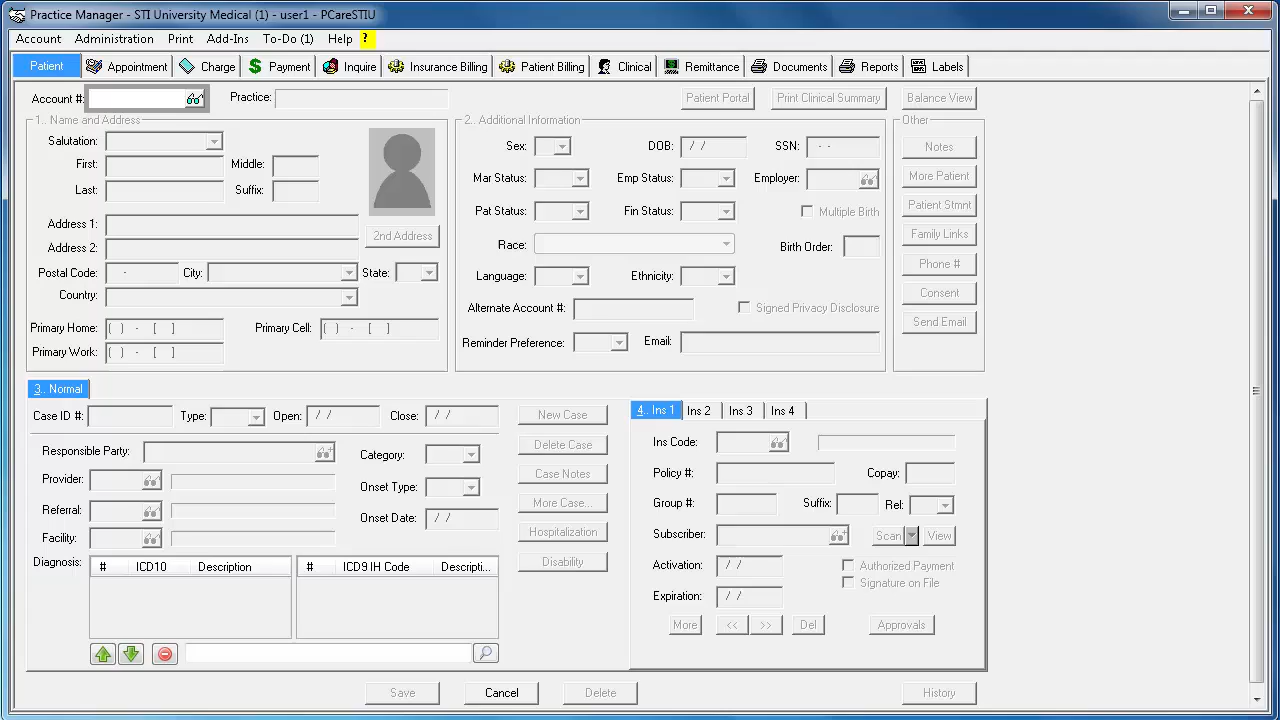 Practice Manager - STI University Medical (1) - user1 - PCareSTIU
Account Administration Print Add-Ins To-Do (1) Help ?
Patient Appointment Charge Payment Inquire Insurance Billing Patient Billing Clinical Remittance Documents Reports Labels
Account #: Practice: Patient Portal Print Clinical Summary Balance View
1.. Name and Address
Salutation:
First: Middle:
Last: Suffix:
Address 1:
2nd Address
Address 2:
Postal Code: - City: State:
Country:
Primary Home: ( ) - [ ] Primary Cell: ( ) - [ ]
Primary Work: ( ) - [ ]
2.. Additional Information
Sex: DOB: / / SSN: - -
Mar Status: Emp Status: Employer:
Pat Status: Fin Status: Multiple Birth
Race: Birth Order:
Language: Ethnicity:
Alternate Account #: Signed Privacy Disclosure
Reminder Preference: Email:
Other
Notes
More Patient
Patient Stmnt
Family Links
Phone #
Consent
Send Email
3.. Normal
Case ID #: Type: Open: / / Close: / /
Responsible Party: Category:
Provider: Onset Type:
Referral: Onset Date: / /
Facility:
Diagnosis: # ICD10 Description # ICD9 IH Code Descripti...
New Case
Delete Case
Case Notes
More Case...
Hospitalization
Disability
4.. Ins 1 Ins 2 Ins 3 Ins 4
Ins Code:
Policy #: Copay:
Group #: Suffix: Rel:
Subscriber: Scan View
Activation: / / Authorized Payment
Signature on File
Expiration: / /
More << >> Del Approvals
Save Cancel Delete History